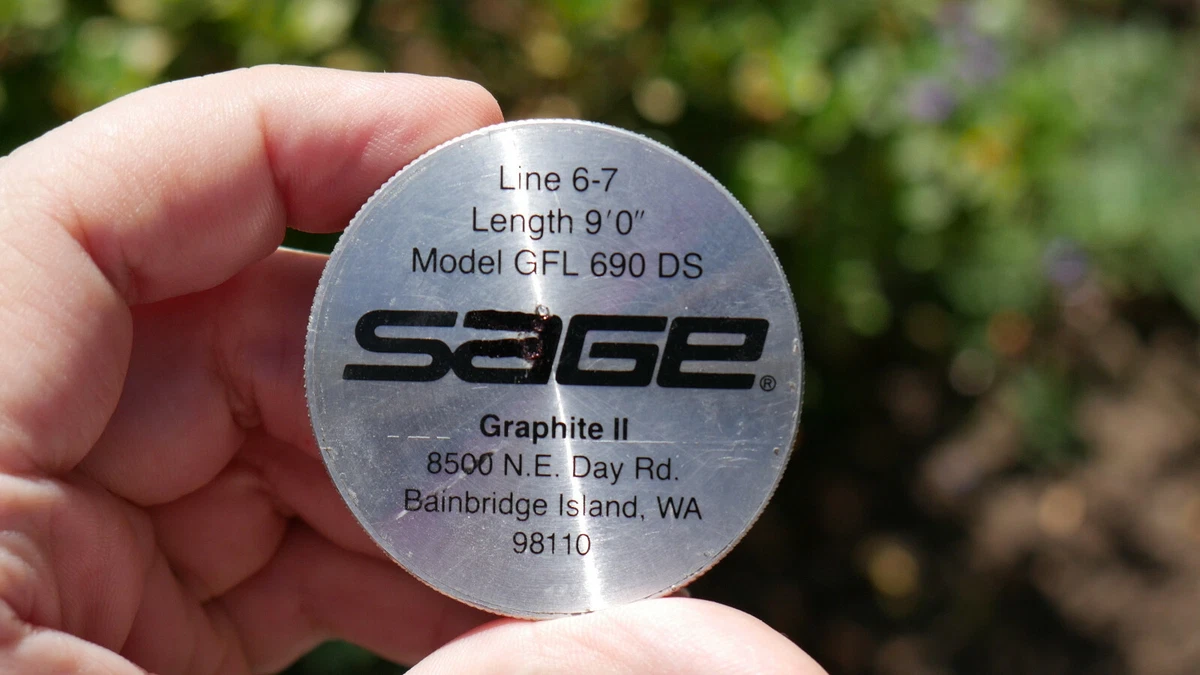 Line 6-7
Length 9'0"
Model GFL 690 DS
SAGE®
Graphite II
8500 N.E. Day Rd.
Bainbridge Island, WA
98110